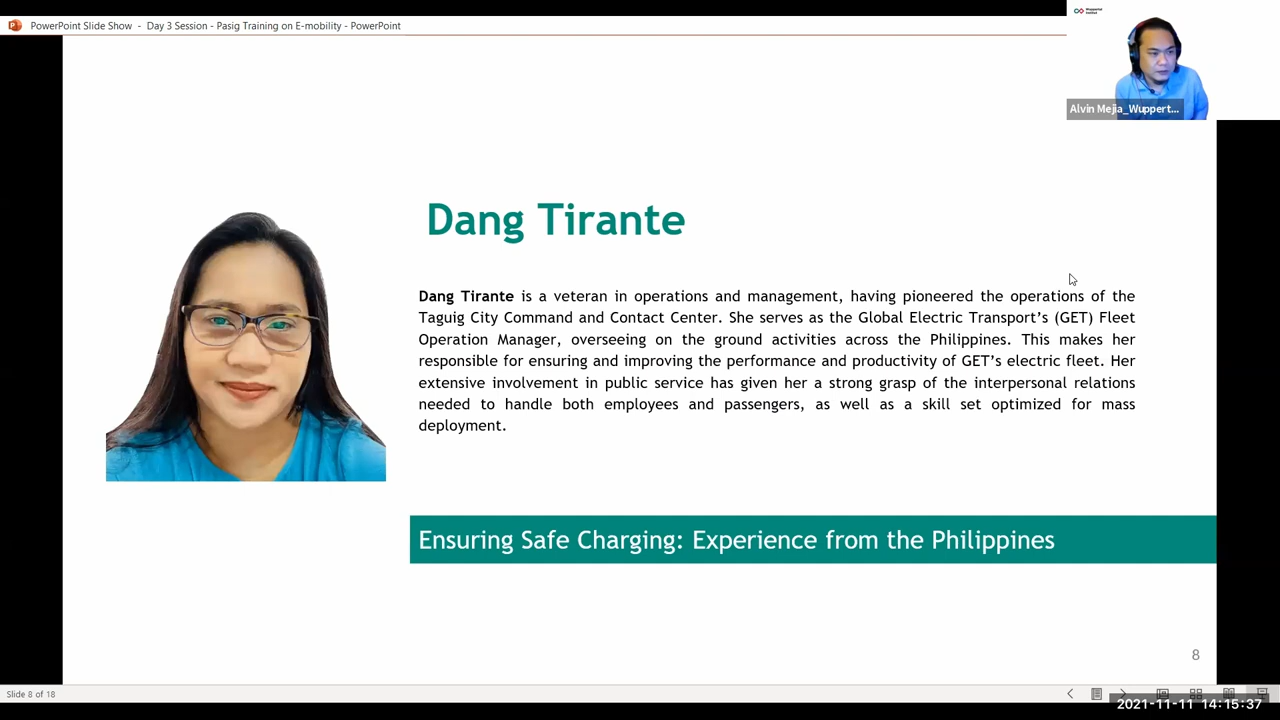 PowerPoint Slide Show - Day 3 Session - Pasig Training on E-mobility - PowerPoint
Wuppertal
Institut
Alvin Mejia_Wuppert...
Dang Tirante
Dang Tirante is a veteran in operations and management, having pioneered the operations of the
Taguig City Command and Contact Center. She serves as the Global Electric Transport’s (GET) Fleet
Operation Manager, overseeing on the ground activities across the Philippines. This makes her
responsible for ensuring and improving the performance and productivity of GET’s electric fleet. Her
extensive involvement in public service has given her a strong grasp of the interpersonal relations
needed to handle both employees and passengers, as well as a skill set optimized for mass
deployment.
Ensuring Safe Charging: Experience from the Philippines
8
Slide 8 of 18
2021-11-11 14:15:37